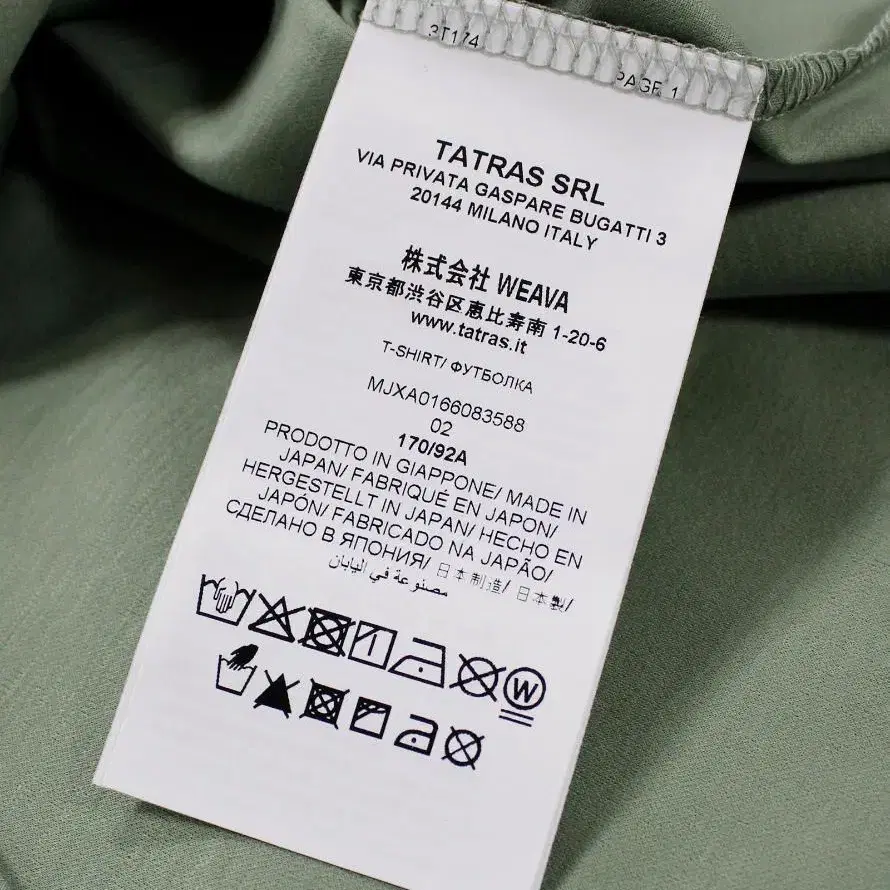 3T174
PAGE 1
TATRAS SRL
VIA PRIVATA GASPARE BUGATTI 3
20144 MILANO ITALY
株式会社 WEAVA
東京都渋谷区恵比寿南 1-20-6
www.tatras.it
T-SHIRT/ ФУТБОЛКА
MJXA0166083588
02
170/92A
PRODOTTO IN GIAPPONE/ MADE IN
JAPAN/ FABRIQUÉ EN JAPON/
HERGESTELLT IN JAPAN/ HECHO EN
JAPÓN/ FABRICADO NA JAPÃO/
СДЕЛАНО В ЯПОНИЯ/ 日本制造/ 日本製/
مصنوعة في اليابان
W